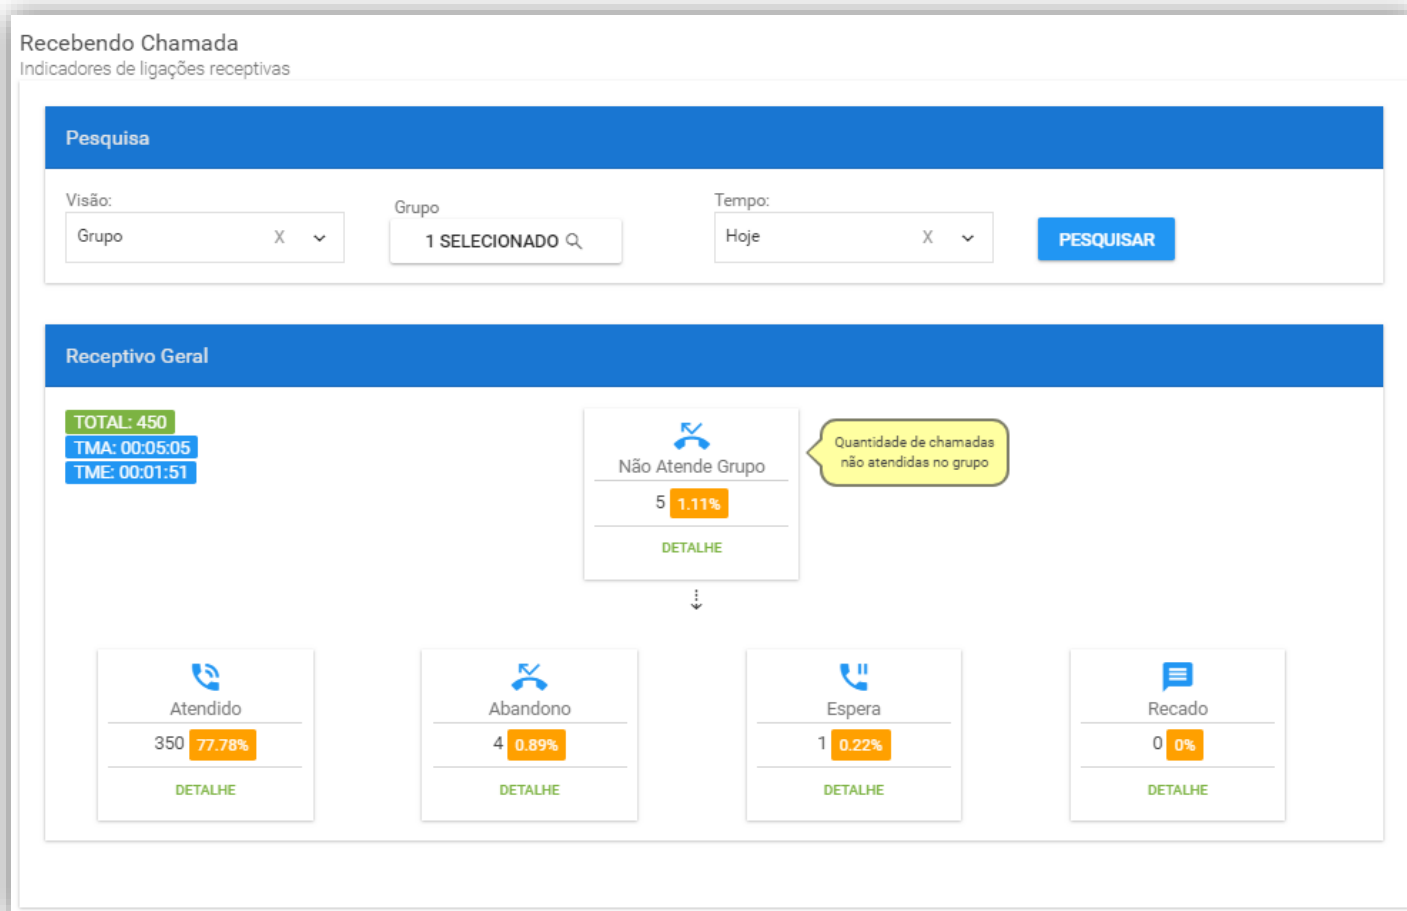 Recebendo Chamada
Indicadores de ligações receptivas
Pesquisa
Visão:
Grupo
Tempo:
Grupo X
1 SELECIONADO
Hoje X
PESQUISAR
Receptivo Geral
TOTAL: 450
TMA: 00:05:05
TME: 00:01:51
Não Atende Grupo
5 1.11%
DETALHE
Quantidade de chamadas
não atendidas no grupo
Atendido
350 77.78%
DETALHE
Abandono
4 0.89%
DETALHE
Espera
1 0.22%
DETALHE
Recado
0 0%
DETALHE